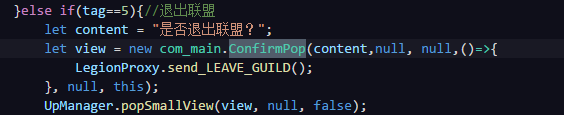 }else if(tag==5){//退出联盟
let content = "是否退出联盟？";
let view = new com_main.ConfirmPop(content,null, null,()=>{
LegionProxy.send_LEAVE_GUILD();
}, null, this);
UpManager.popSmallView(view, null, false);